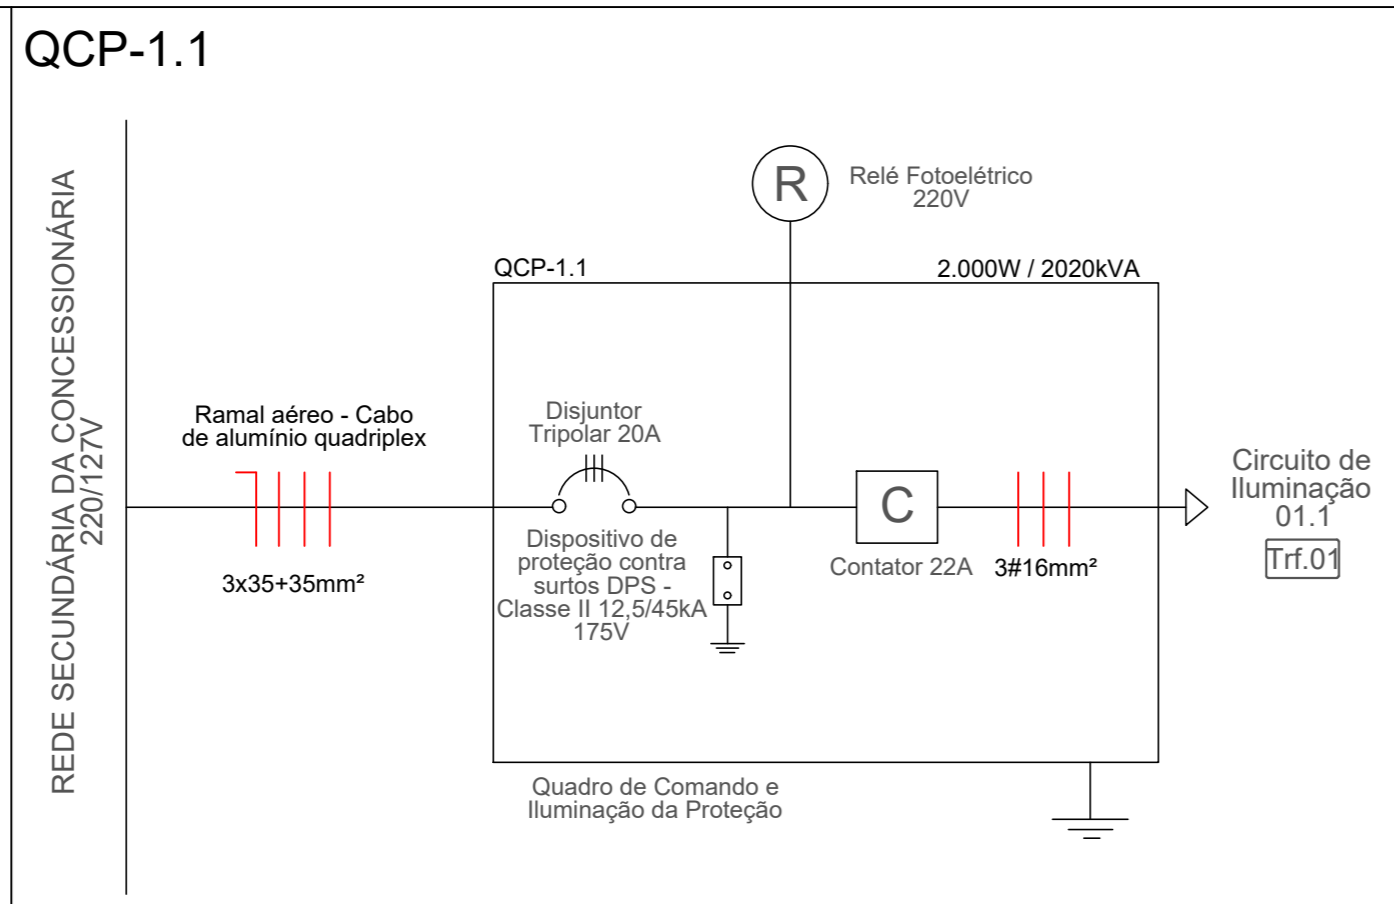 QCP-1.1
REDE SECUNDÁRIA DA CONCESSIONÁRIA
220/127V
Ramal aéreo - Cabo
de alumínio quadriplex
3x35+35mm²
R
Relé Fotoelétrico
220V
QCP-1.1
2.000W / 2020kVA
Disjuntor
Tripolar 20A
Dispositivo de
proteção contra
surtos DPS -
Classe II 12,5/45kA
175V
C
Contator 22A
3#16mm²
Circuito de
Iluminação
01.1
Trf.01
Quadro de Comando e
Iluminação da Proteção